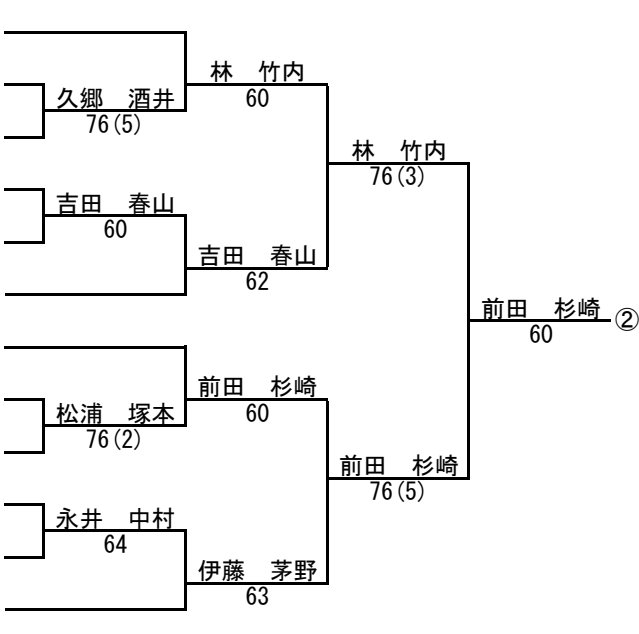 林　竹内
60
久郷　酒井
76(5)
林　竹内
76(3)
吉田　春山
60
吉田　春山
62
前田　杉崎
60
②
前田　杉崎
60
松浦　塚本
76(2)
前田　杉崎
76(5)
永井　中村
64
伊藤　茅野
63